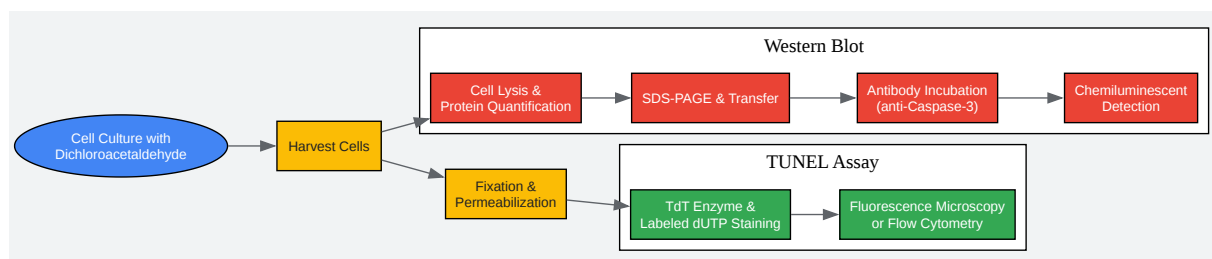 Cell Culture with
Dichloroacetaldehyde
Harvest Cells
Western Blot
Cell Lysis &
Protein Quantification
SDS-PAGE & Transfer
Antibody Incubation
(anti-Caspase-3)
Chemiluminescent
Detection
Fixation &
Permeabilization
TUNEL Assay
TdT Enzyme &
Labeled dUTP Staining
Fluorescence Microscopy
or Flow Cytometry